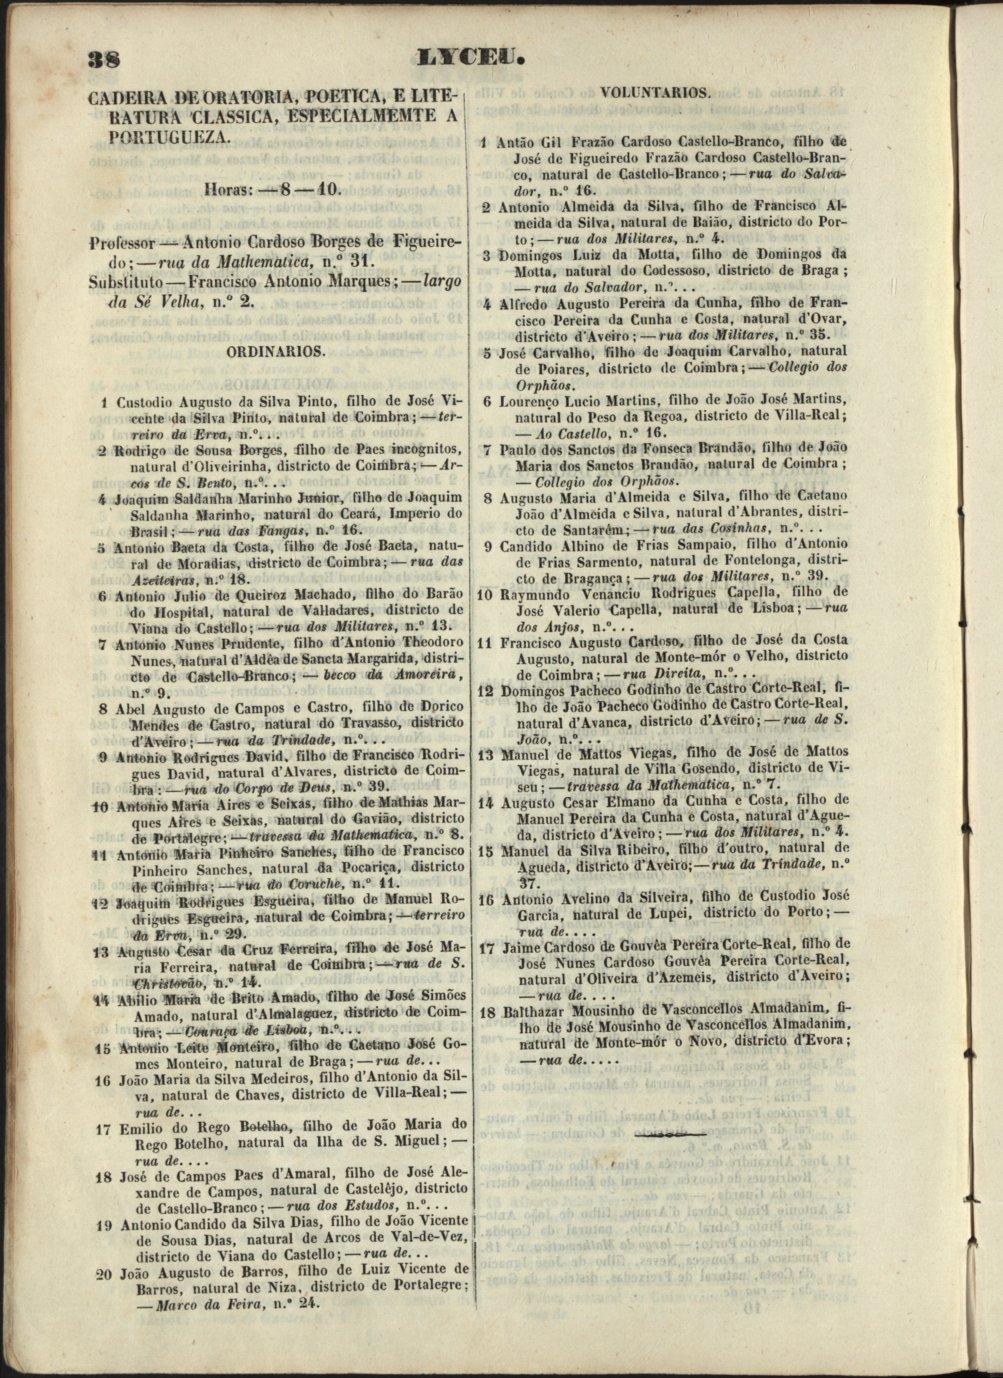 38
LYCEU.
CADEIRA DE ORATORIA, POETICA, E LITE-
RATURA CLASSICA, ESPECIALMEMTE A
PORTUGUEZA.
Horas: — 8 — 10.
Professor — Antonio Cardoso Borges de Figueire-
do; — rua da Mathematica, n.º 31.
Substituto — Francisco Antonio Marques; — largo
da Sé Velha, n.º 2.
ORDINARIOS.
1 Custodio Augusto da Silva Pinto, filho de José Vi-
cente da Silva Pinto, natural de Coimbra; — ter-
reiro da Erva, n.º...
2 Rodrigo de Sousa Borges, filho de Paes incognitos,
natural d'Oliveirinha, districto de Coimbra; — Ar-
cos de S. Bento, n.º...
4 Joaquim Saldanha Marinho Junior, filho de Joaquim
Saldanha Marinho, natural do Ceará, Imperio do
Brasil; — rua das Fangas, n.º 16.
5 Antonio Baeta da Costa, filho de José Baeta, natu-
ral de Moradias, districto de Coimbra; — rua das
Azeiteiras, n.º 18.
6 Antonio Julio de Queiroz Machado, filho do Barão
do Hospital, natural de Valladares, districto de
Viana do Castello; — rua dos Militares, n.º 13.
7 Antonio Nunes Prudente, filho d'Antonio Theodoro
Nunes, natural d'Aldêa de Sancta Margarida, distri-
cto de Castello-Branco; — becco da Amoreira,
n.º 9.
8 Abel Augusto de Campos e Castro, filho de Dorico
Mendes de Castro, natural do Travasso, districto
d'Aveiro; — rua da Trindade, n.º...
9 Antonio Rodrigues David, filho de Francisco Rodri-
gues David, natural d'Alvares, districto de Coim-
bra: — rua do Corpo de Deus, n.º 39.
10 Antonio Maria Aires e Seixas, filho de Mathias Mar-
ques Aires e Seixas, natural do Gavião, districto
de Portalegre; — travessa da Mathematica, n.º 8.
11 Antonio Maria Pinheiro Sanches, filho de Francisco
Pinheiro Sanches, natural da Pocariça, districto
de Coimbra; — rua do Coruche, n.º 11.
12 Joaquim Rodrigues Esgueira, filho de Manuel Ro-
drigues Esgueira, natural de Coimbra; — terreiro
da Erva, n.º 29.
13 Augusto Cesar da Cruz Ferreira, filho de José Ma-
ria Ferreira, natural de Coimbra; — rua de S.
Christovão, n.º 14.
14 Abilio Maria de Brito Amado, filho de José Simões
Amado, natural d'Almalaguez, districto de Coim-
bra; — Couraça de Lisboa, n.º...
15 Antonio Leite Monteiro, filho de Caetano José Go-
mes Monteiro, natural de Braga; — rua de...
16 João Maria da Silva Medeiros, filho d'Antonio da Sil-
va, natural de Chaves, districto de Villa-Real; —
rua de...
17 Emilio do Rego Botelho, filho de João Maria do
Rego Botelho, natural da Ilha de S. Miguel; —
rua de....
18 José de Campos Paes d'Amaral, filho de José Ale-
xandre de Campos, natural de Castelêjo, districto
de Castello-Branco; — rua dos Estudos, n.º...
19 Antonio Candido da Silva Dias, filho de João Vicente
de Sousa Dias, natural de Arcos de Val-de-Vez,
districto de Viana do Castello; — rua de...
20 João Augusto de Barros, filho de Luiz Vicente de
Barros, natural de Niza, districto de Portalegre;
— Marco da Feira, n.º 24.
VOLUNTARIOS.
1 Antão Gil Frazão Cardoso Castello-Branco, filho de
José de Figueiredo Frazão Cardoso Castello-Bran-
co, natural de Castello-Branco; — rua do Salva-
dor, n.º 16.
2 Antonio Almeida da Silva, filho de Francisco Al-
meida da Silva, natural de Baião, districto do Por-
to; — rua dos Militares, n.º 4.
3 Domingos Luiz da Motta, filho de Domingos da
Motta, natural do Codessoso, districto de Braga;
— rua do Salvador, n.º...
4 Alfredo Augusto Pereira da Cunha, filho de Fran-
cisco Pereira da Cunha e Costa, natural d'Ovar,
districto d'Aveiro; — rua dos Militares, n.º 35.
5 José Carvalho, filho de Joaquim Carvalho, natural
de Poiares, districto de Coimbra; — Collegio dos
Orphãos.
6 Lourenço Lucio Martins, filho de João José Martins,
natural do Peso da Regoa, districto de Villa-Real;
— Ao Castello, n.º 16.
7 Paulo dos Sanctos da Fonseca Brandão, filho de João
Maria dos Sanctos Brandão, natural de Coimbra;
— Collegio dos Orphãos.
8 Augusto Maria d'Almeida e Silva, filho de Caetano
João d'Almeida e Silva, natural d'Abrantes, distri-
cto de Santarém; — rua das Cosinhas, n.º...
9 Candido Albino de Frias Sampaio, filho d'Antonio
de Frias Sarmento, natural de Fontelonga, distri-
cto de Bragança; — rua dos Militares, n.º 39.
10 Raymundo Venancio Rodrigues Capella, filho de
José Valerio Capella, natural de Lisboa; — rua
dos Anjos, n.º...
11 Francisco Augusto Cardoso, filho de José da Costa
Augusto, natural de Monte-mór o Velho, districto
de Coimbra; — rua Direita, n.º...
12 Domingos Pacheco Godinho de Castro Corte-Real, fi-
lho de João Pacheco Godinho de Castro Corte-Real,
natural d'Avanca, districto d'Aveiro; — rua de S.
João, n.º...
13 Manuel de Mattos Viegas, filho de José de Mattos
Viegas, natural de Villa Gosendo, districto de Vi-
seu; — travessa da Mathematica, n.º 7.
14 Augusto Cesar Elmano da Cunha e Costa, filho de
Manuel Pereira da Cunha e Costa, natural d'Ague-
da, districto d'Aveiro; — rua dos Militares, n.º 4.
15 Manuel da Silva Ribeiro, filho d'outro, natural de
Agueda, districto d'Aveiro; — rua da Trindade, n.º
37.
16 Antonio Avelino da Silveira, filho de Custodio José
Garcia, natural de Lupei, districto do Porto; —
rua de....
17 Jaime Cardoso de Gouvêa Pereira Corte-Real, filho de
José Nunes Cardoso Gouvêa Pereira Corte-Real,
natural d'Oliveira d'Azemeis, districto d'Aveiro;
— rua de....
18 Balthazar Mousinho de Vasconcellos Almadanim, fi-
lho de José Mousinho de Vasconcellos Almadanim,
natural de Monte-mór o Novo, districto d'Evora;
— rua de.....